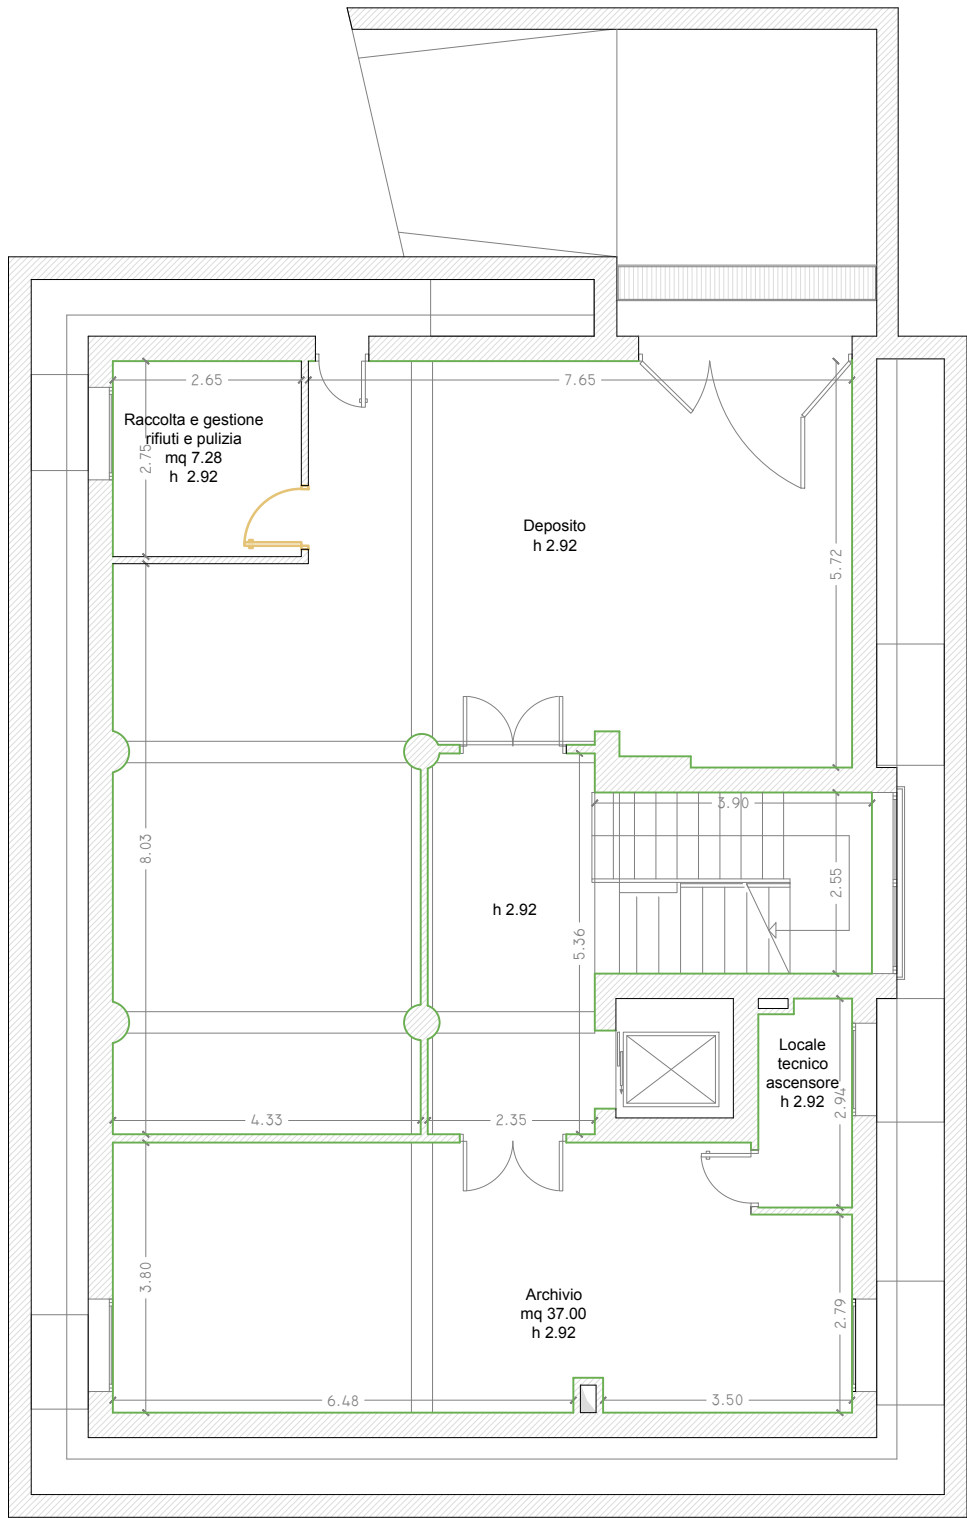 2.65
7.65
Raccolta e gestione
rifiuti e pulizia
mq 7.28
h 2.92
2.75
Deposito
h 2.92
5.72
3.90
8.03
2.55
h 2.92
5.36
Locale
tecnico
ascensore
h 2.92
2.94
4.33
2.35
3.80
Archivio
mq 37.00
h 2.92
2.79
6.48
3.50